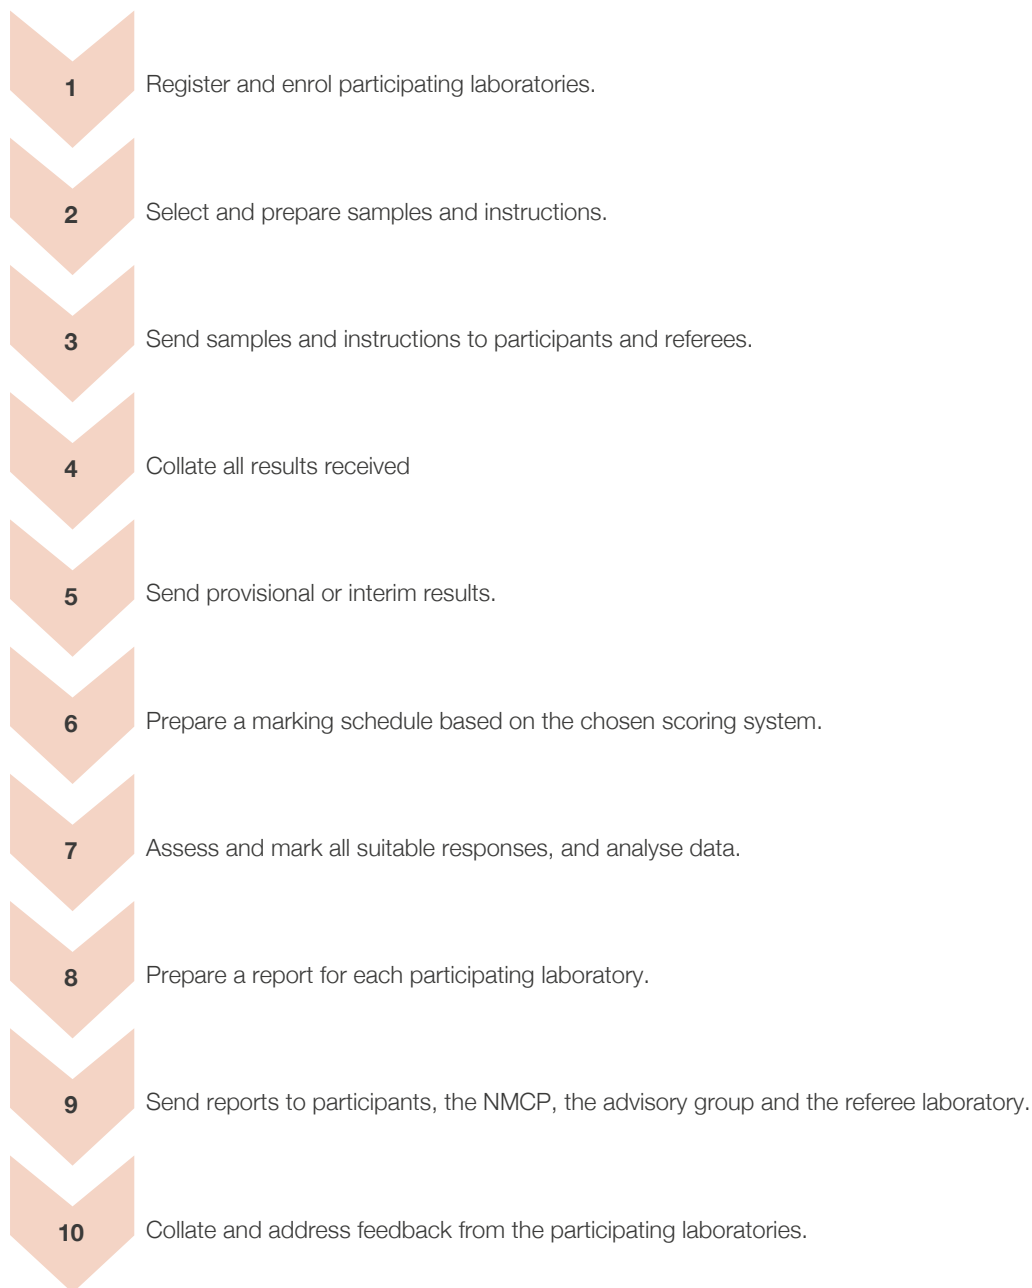 1 Register and enrol participating laboratories.
2 Select and prepare samples and instructions.
3 Send samples and instructions to participants and referees.
4 Collate all results received
5 Send provisional or interim results.
6 Prepare a marking schedule based on the chosen scoring system.
7 Assess and mark all suitable responses, and analyse data.
8 Prepare a report for each participating laboratory.
9 Send reports to participants, the NMCP, the advisory group and the referee laboratory.
10 Collate and address feedback from the participating laboratories.